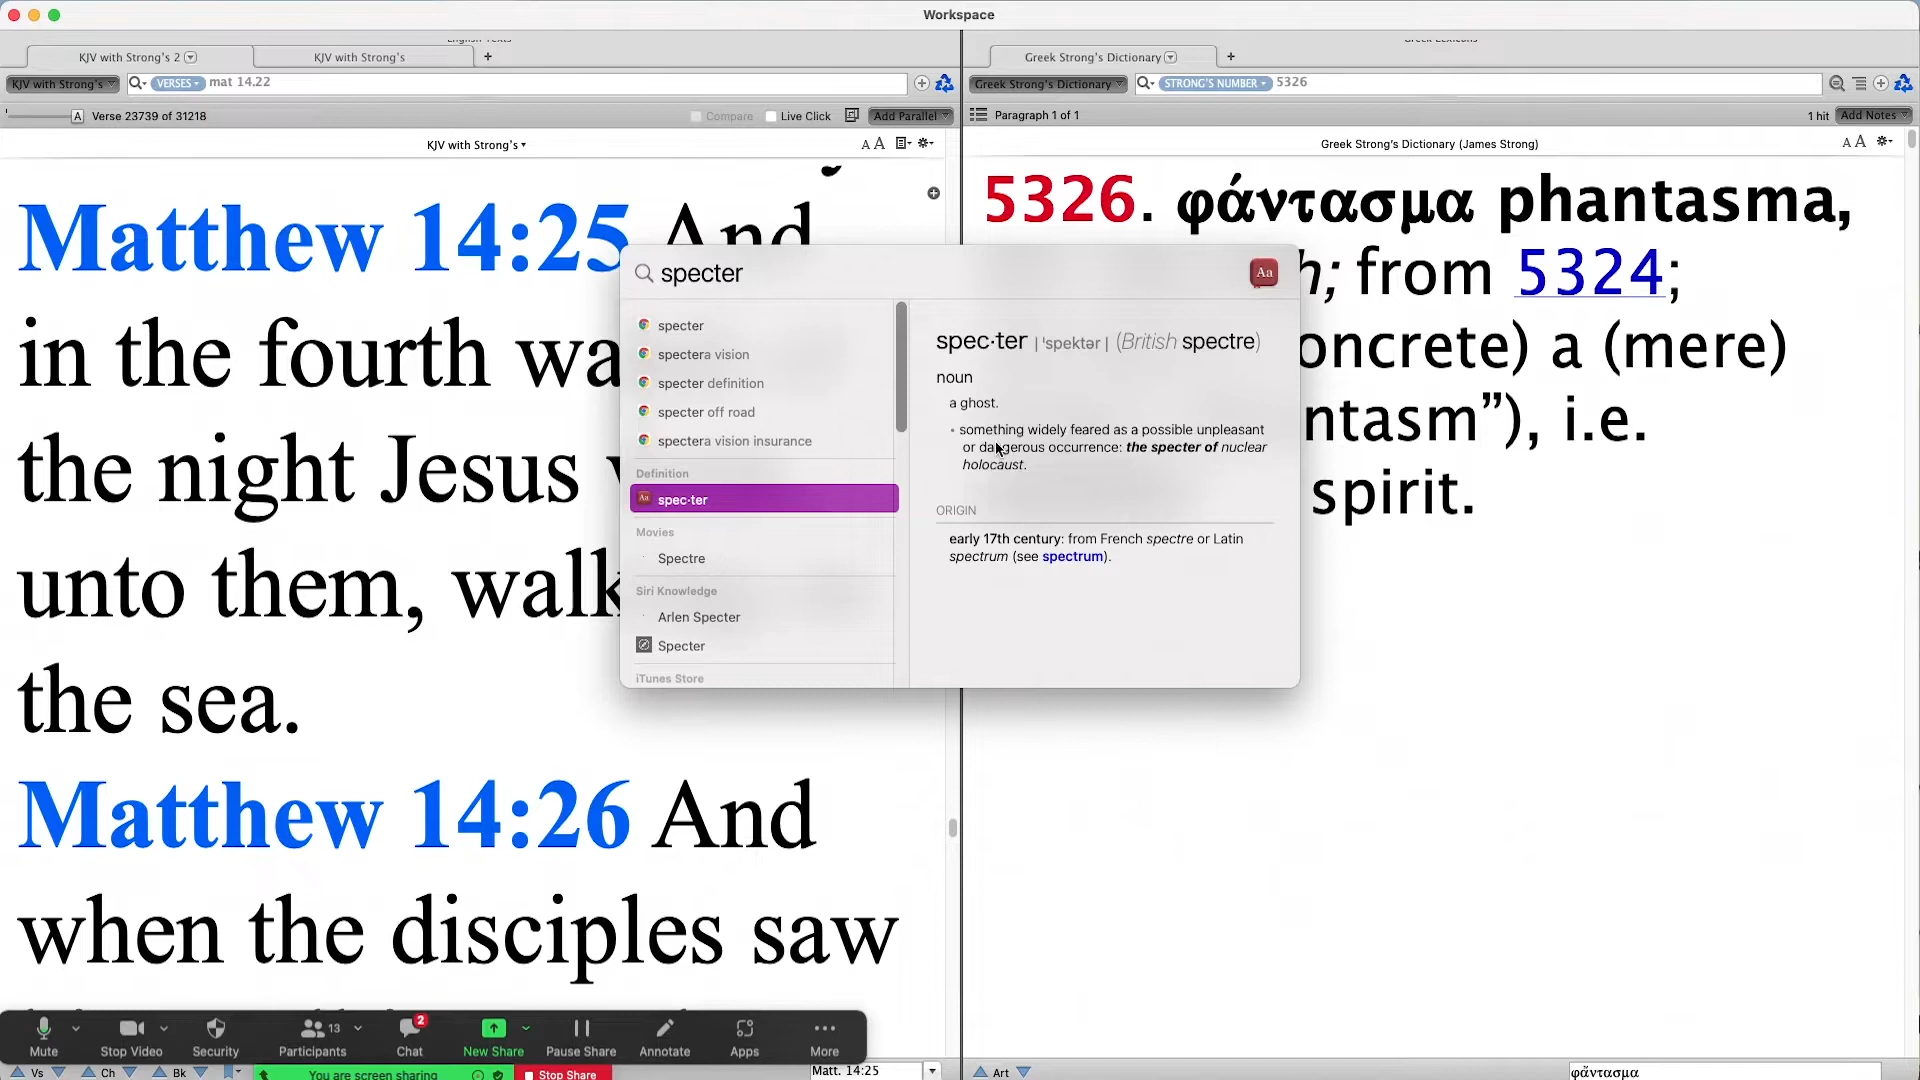 Workspace
KJV with Strong's 2
KJV with Strong's
+
Greek Strong's Dictionary
+
KJV with Strong's
VERSES
mat 14.22
Greek Strong's Dictionary
STRONG'S NUMBER
5326
A
Verse 23739 of 31218
Compare
Live Click
Add Parallel
Paragraph 1 of 1
1 hit
Add Notes
KJV with Strong's
A A
Greek Strong's Dictionary (James Strong)
A A
Matthew 14:25 And
in the fourth wa
the night Jesus
unto them, walk
the sea.
Matthew 14:26 And
when the disciples saw
5326. φάντασμα phantasma,
h; from 5324;
oncrete) a (mere)
ntasm”), i.e.
spirit.
specter
Aa
specter
spectera vision
specter definition
specter off road
spectera vision insurance
Definition
Aa spec·ter
Movies
Spectre
Siri Knowledge
Arlen Specter
Specter
iTunes Store
spec·ter | ˈspektər | (British spectre)
noun
a ghost.
• something widely feared as a possible unpleasant
or dangerous occurrence: the specter of nuclear
holocaust.
ORIGIN
early 17th century: from French spectre or Latin
spectrum (see spectrum).
13
2
Mute
Stop Video
Security
Participants
Chat
New Share
Pause Share
Annotate
Apps
More
Vs
Ch
Bk
You are screen sharing
Stop Share
Matt. 14:25
Art
φάντασμα